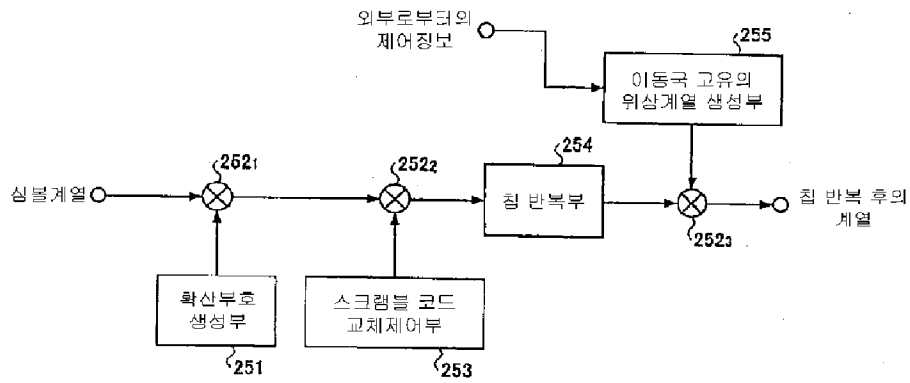 외부로부터의
제어정보
255
이동국 고유의
위상계열 생성부
252₁
252₂
254
심볼계열
칩 반복부
칩 반복 후의
계열
252₃
확산부호
생성부
스크램블 코드
교체제어부
251
253